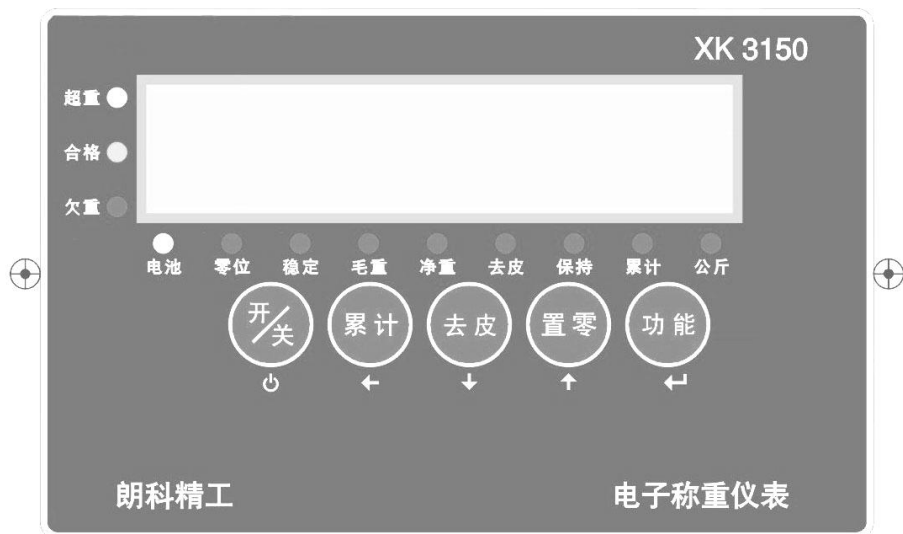 XK 3150
超重
合格
欠重
电池 零位 稳定 毛重 净重 去皮 保持 累计 公斤
开/关 累计 去皮 置零 功能
朗科精工 电子称重仪表